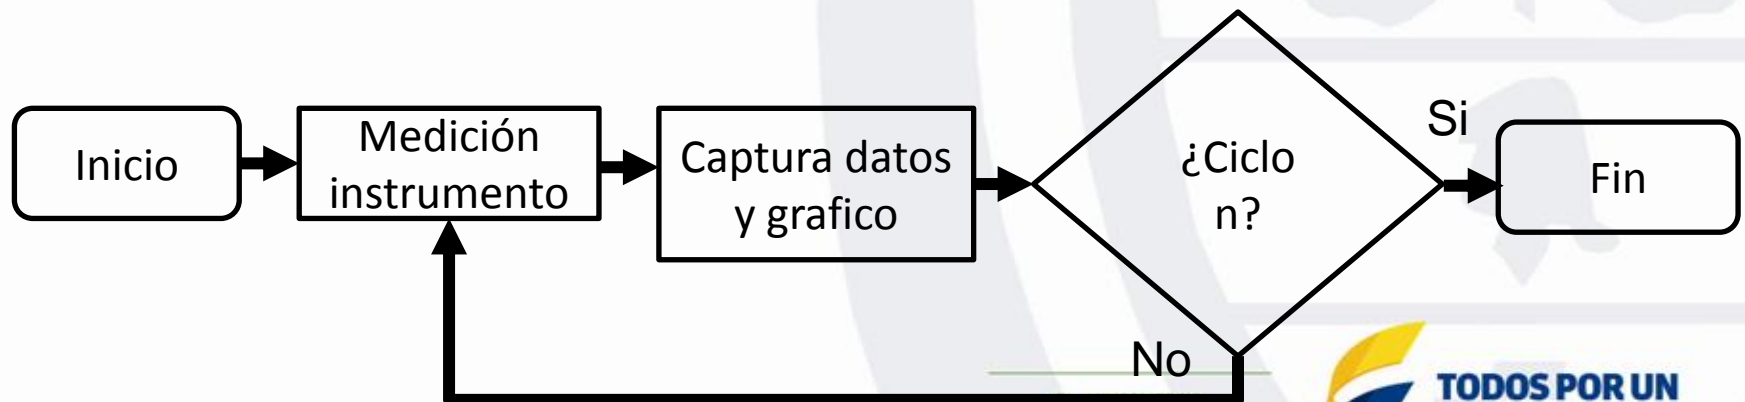 Inicio
Medición
instrumento
Captura datos
y grafico
¿Ciclo
n?
Si
Fin
No
TODOS POR UN